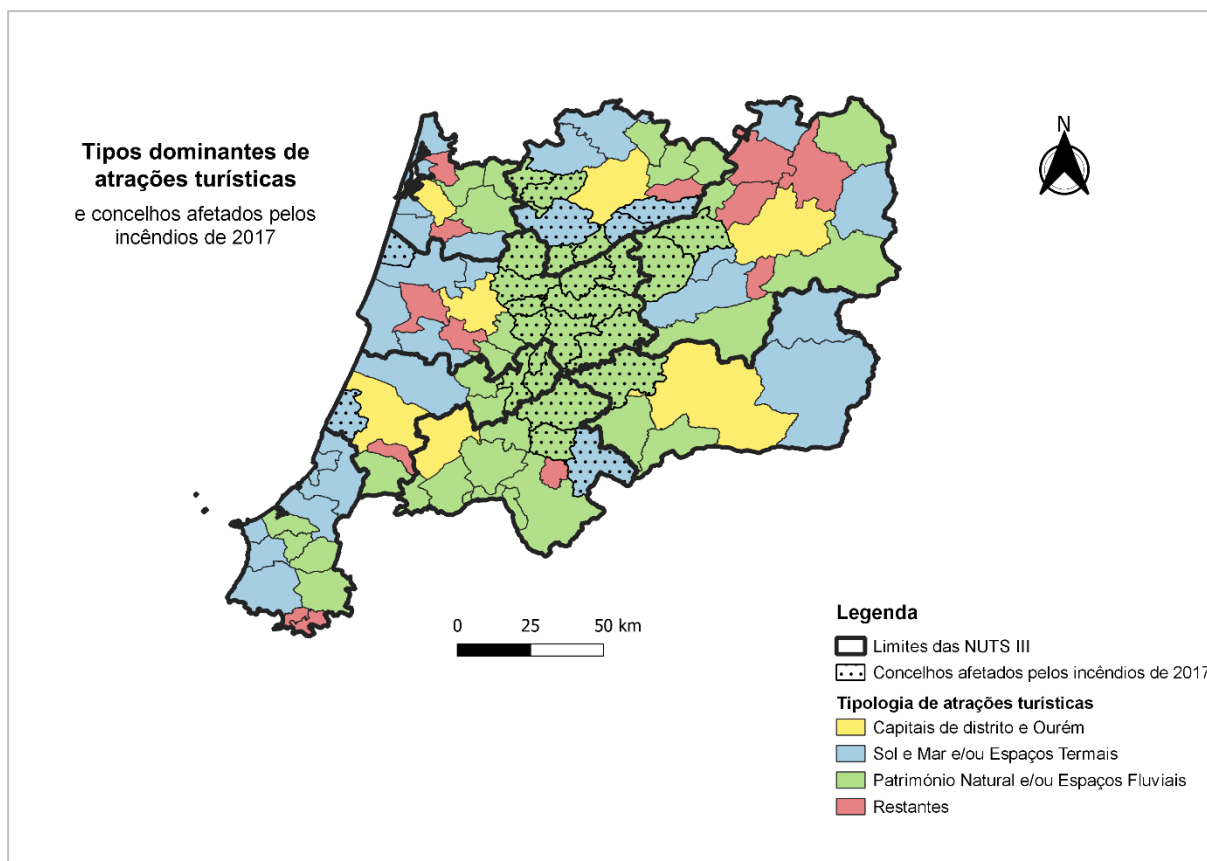 Tipos dominantes de
atrações turísticas
e concelhos afetados pelos
incêndios de 2017
N
0 25 50 km
Legenda
Limites das NUTS III
Concelhos afetados pelos incêndios de 2017
Tipologia de atrações turísticas
Capitais de distrito e Ourém
Sol e Mar e/ou Espaços Termais
Património Natural e/ou Espaços Fluviais
Restantes